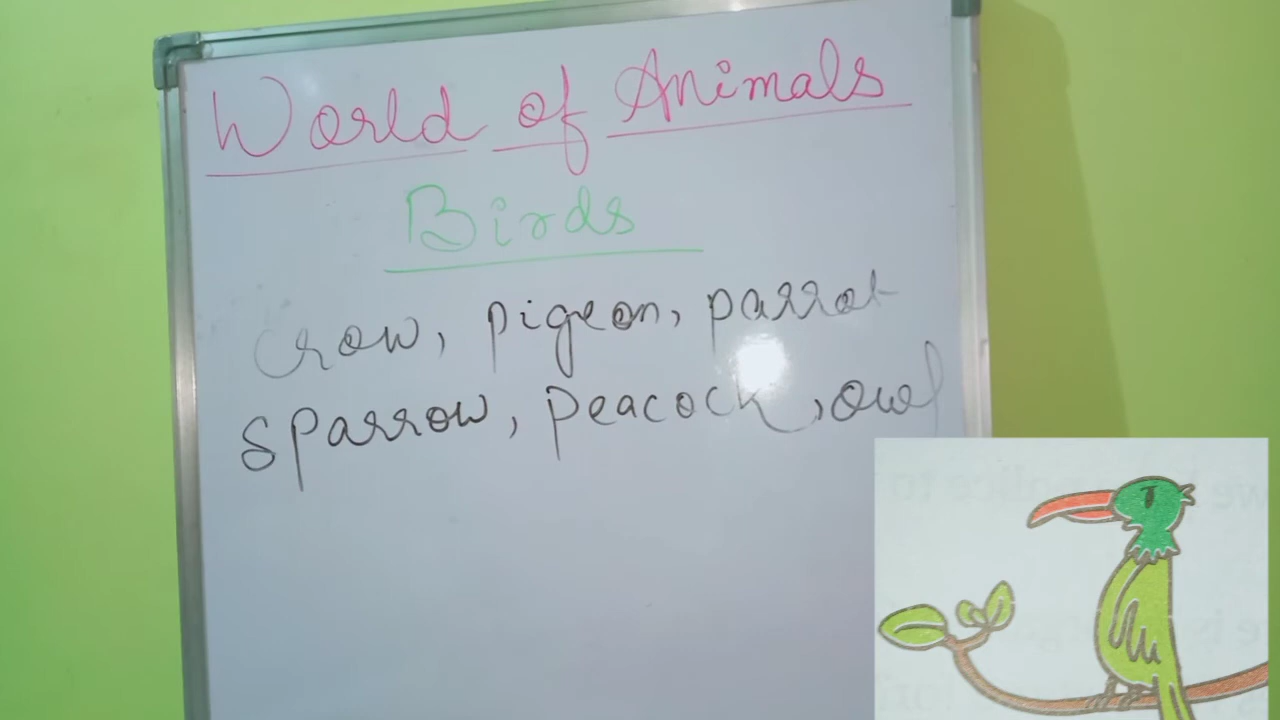 World of Animals
Birds
Crow, pigeon, parrot
sparrow, peacock, owl